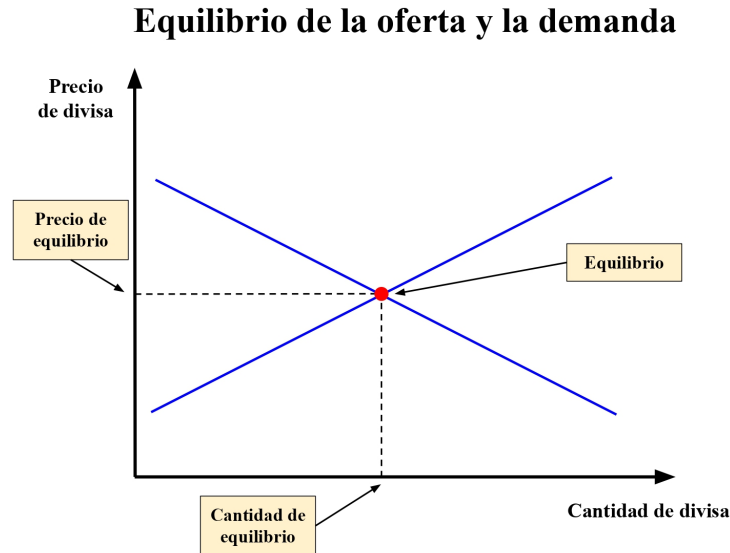 Equilibrio de la oferta y la demanda
Precio
de divisa
Precio de
equilibrio
Equilibrio
Cantidad de divisa
Cantidad de
equilibrio